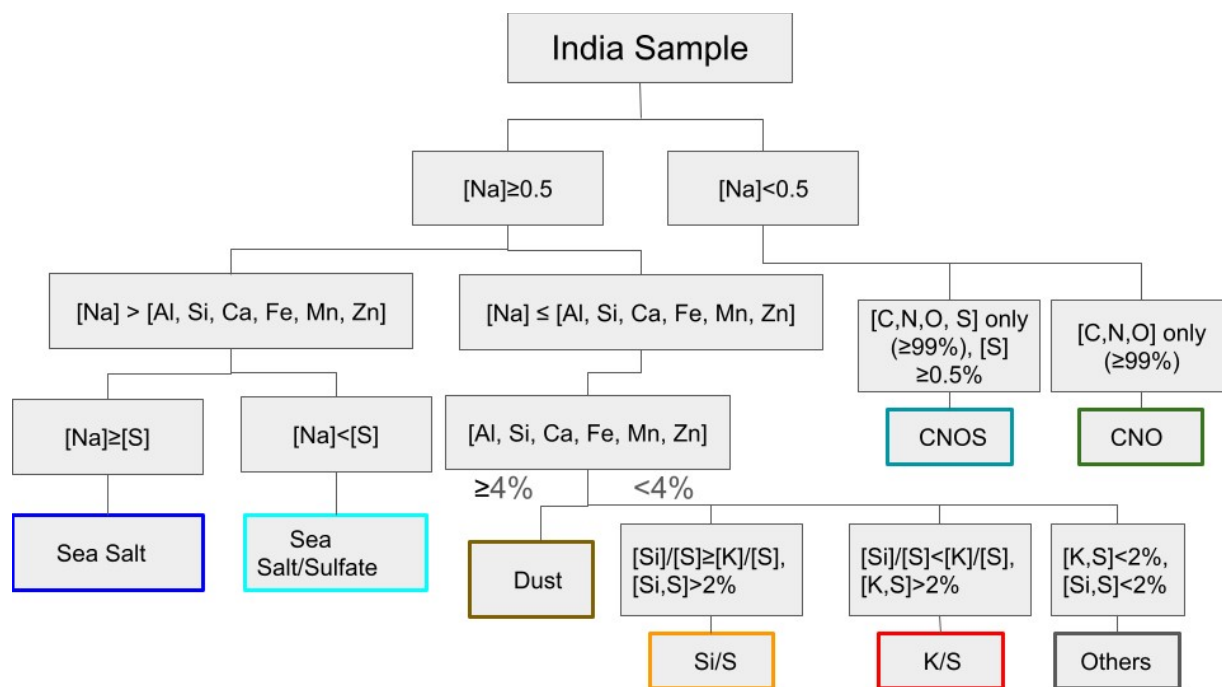 India Sample
[Na]≥0.5
[Na]<0.5
[Na] > [Al, Si, Ca, Fe, Mn, Zn]
[Na] ≤ [Al, Si, Ca, Fe, Mn, Zn]
[C,N,O, S] only
(≥99%), [S]
≥0.5%
[C,N,O] only
(≥99%)
[Na]≥[S]
[Na]<[S]
[Al, Si, Ca, Fe, Mn, Zn]
CNOS
CNO
≥4%
<4%
Sea Salt
Sea
Salt/Sulfate
Dust
[Si]/[S]≥[K]/[S],
[Si,S]>2%
[Si]/[S]<[K]/[S],
[K,S]>2%
[K,S]<2%,
[Si,S]<2%
Si/S
K/S
Others